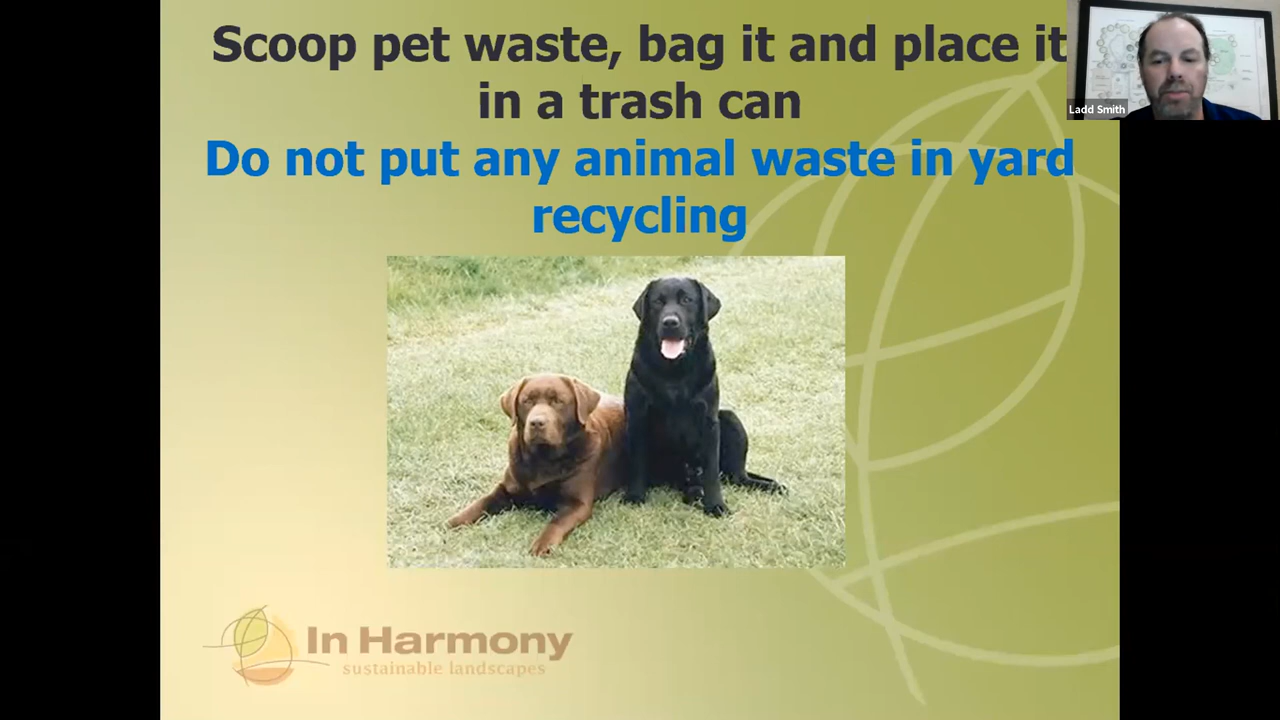 Scoop pet waste, bag it and place it
in a trash can
Do not put any animal waste in yard
recycling
Ladd Smith
In Harmony
sustainable landscapes